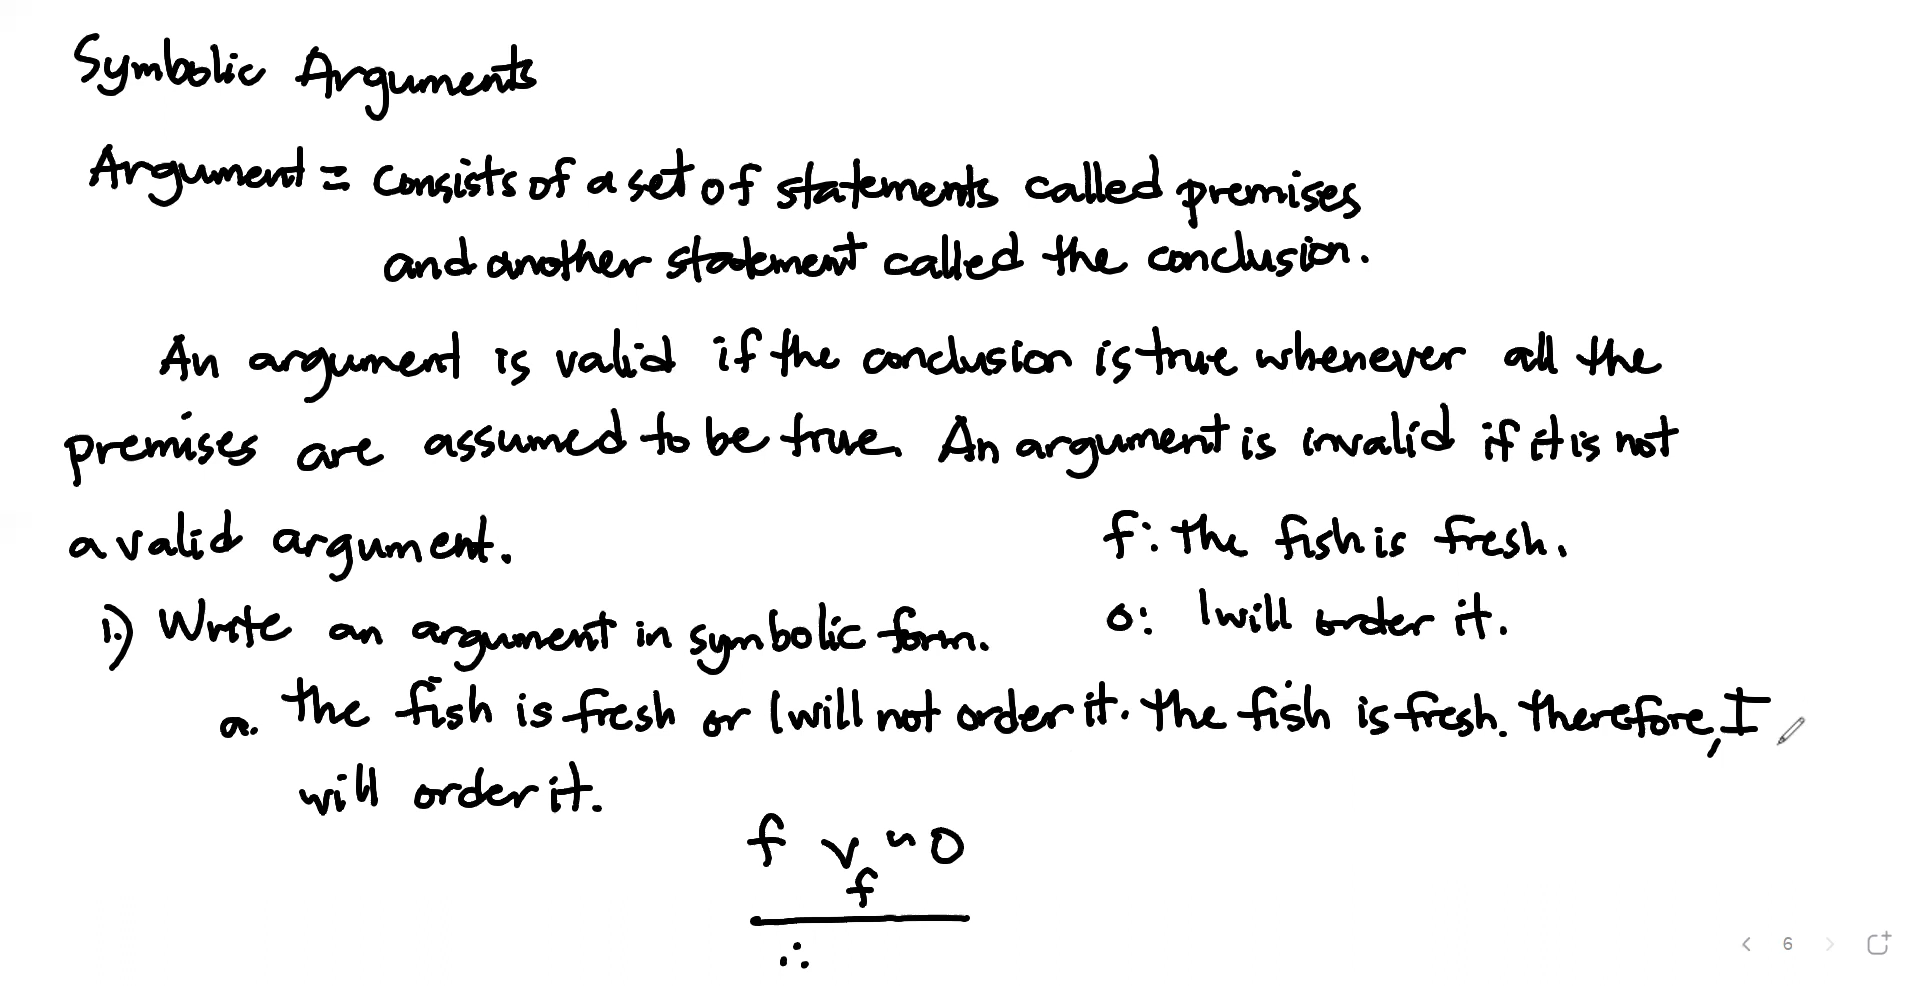 Symbolic Arguments
Argument = consists of a set of statements called premises
and another statement called the conclusion.
An argument is valid if the conclusion is true whenever all the
premises are assumed to be true. An argument is invalid if it is not
a valid argument.
f: The fish is fresh.
1.) Write an argument in symbolic form.
o: I will order it.
a. The fish is fresh or I will not order it. The fish is fresh. Therefore, I
will order it.
f ∨ ~o
f
∴
6